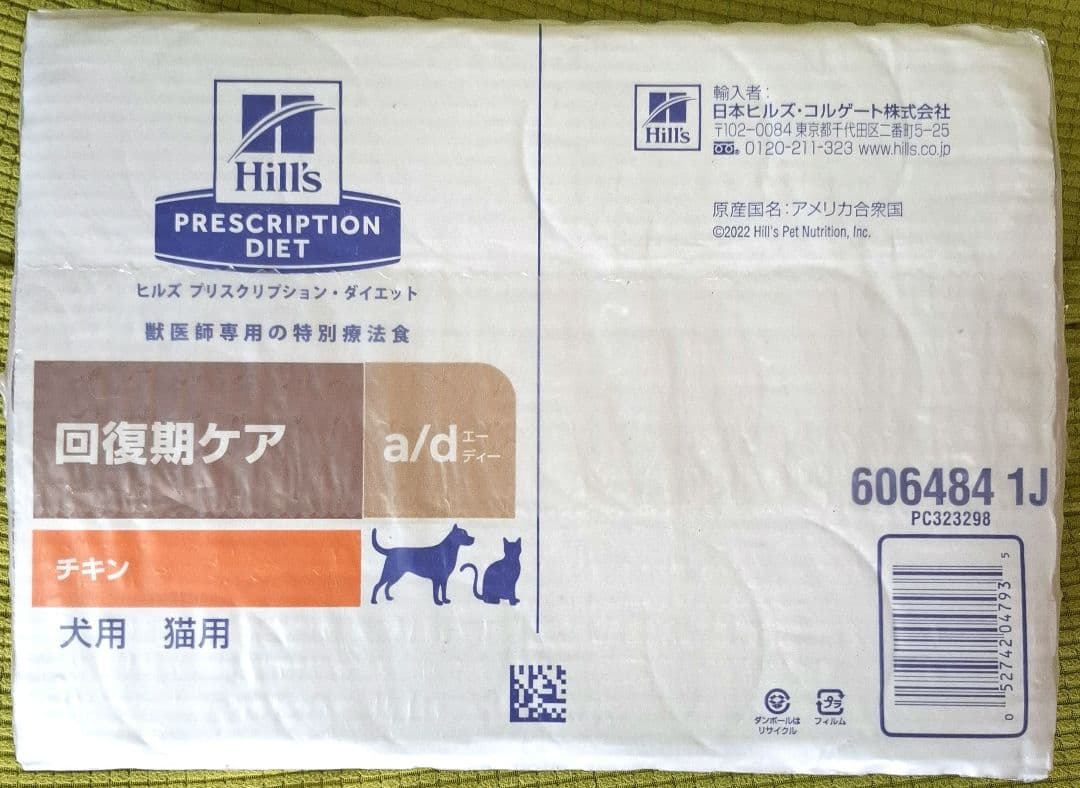 Hill's
PRESCRIPTION
DIET
ヒルズ プリスクリプション・ダイエット
獣医師専用の特別療法食
回復期ケア
a/d エー ディー
チキン
犬用 猫用
Hill's
輸入者:
日本ヒルズ・コルゲート株式会社
〒102-0084 東京都千代田区二番町5-25
0120-211-323 www.hills.co.jp
原産国名:アメリカ合衆国
©2022 Hill's Pet Nutrition, Inc.
606484 1J
PC323298
0 52742 04793 5
ダンボールは
リサイクル
プラ
フィルム